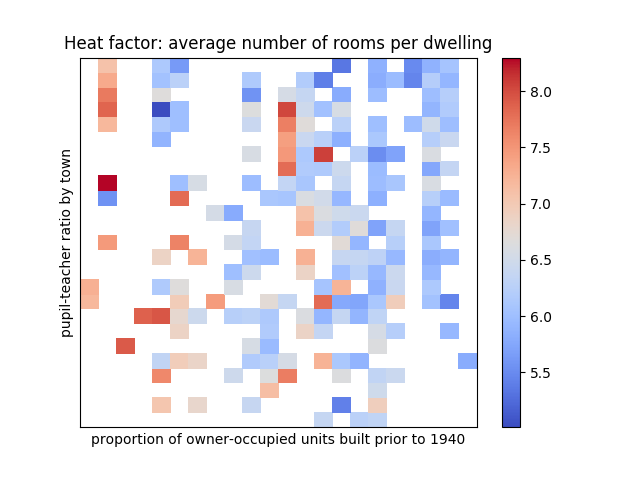 Heat factor: average number of rooms per dwelling
pupil-teacher ratio by town
proportion of owner-occupied units built prior to 1940
8.0
7.5
7.0
6.5
6.0
5.5